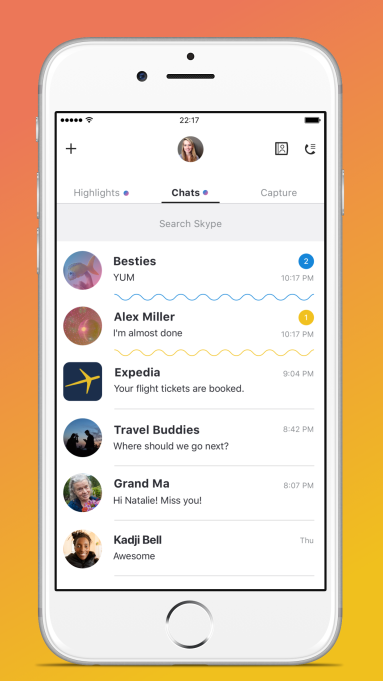 22:17
Highlights
Chats
Capture
Search Skype
Besties
2
YUM
10:17 PM
Alex Miller
1
I'm almost done
10:17 PM
Expedia
9:04 PM
Your flight tickets are booked.
Travel Buddies
8:42 PM
Where should we go next?
Grand Ma
8:07 PM
Hi Natalie! Miss you!
Kadji Bell
Thu
Awesome